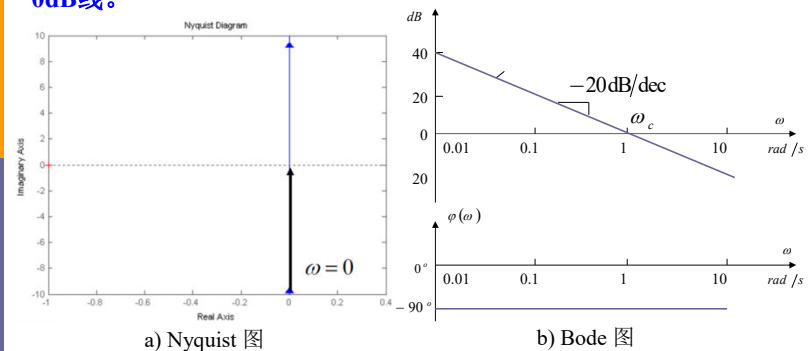 0dB线。
Nyquist Diagram
10
8
6
4
2
0
-2
-4
-6
-8
-10
Imaginary Axis
-1
-0.8
-0.6
-0.4
-0.2
0
0.2
0.4
Real Axis
ω = 0
a) Nyquist 图
dB
40
20
0
20
−20dB/dec
ω c
ω
0.01
0.1
1
10
rad /s
φ(ω)
0°
ω
0.01
0.1
1
10
rad /s
− 90 °
b) Bode 图